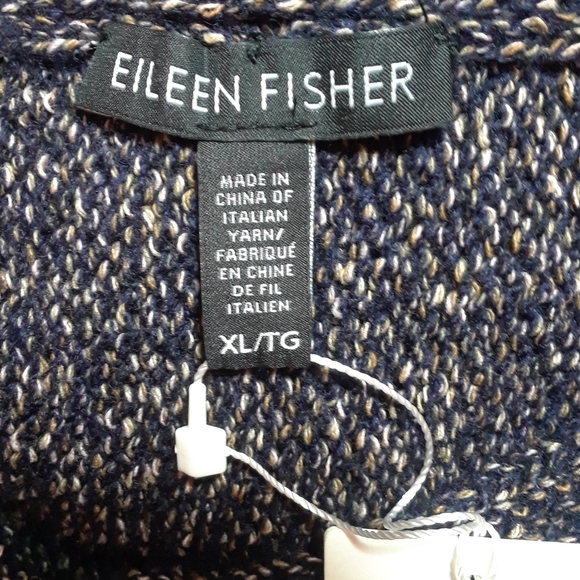 EILEEN FISHER
MADE IN
CHINA OF
ITALIAN
YARN/
FABRIQUÉ
EN CHINE
DE FIL
ITALIEN
XL/TG